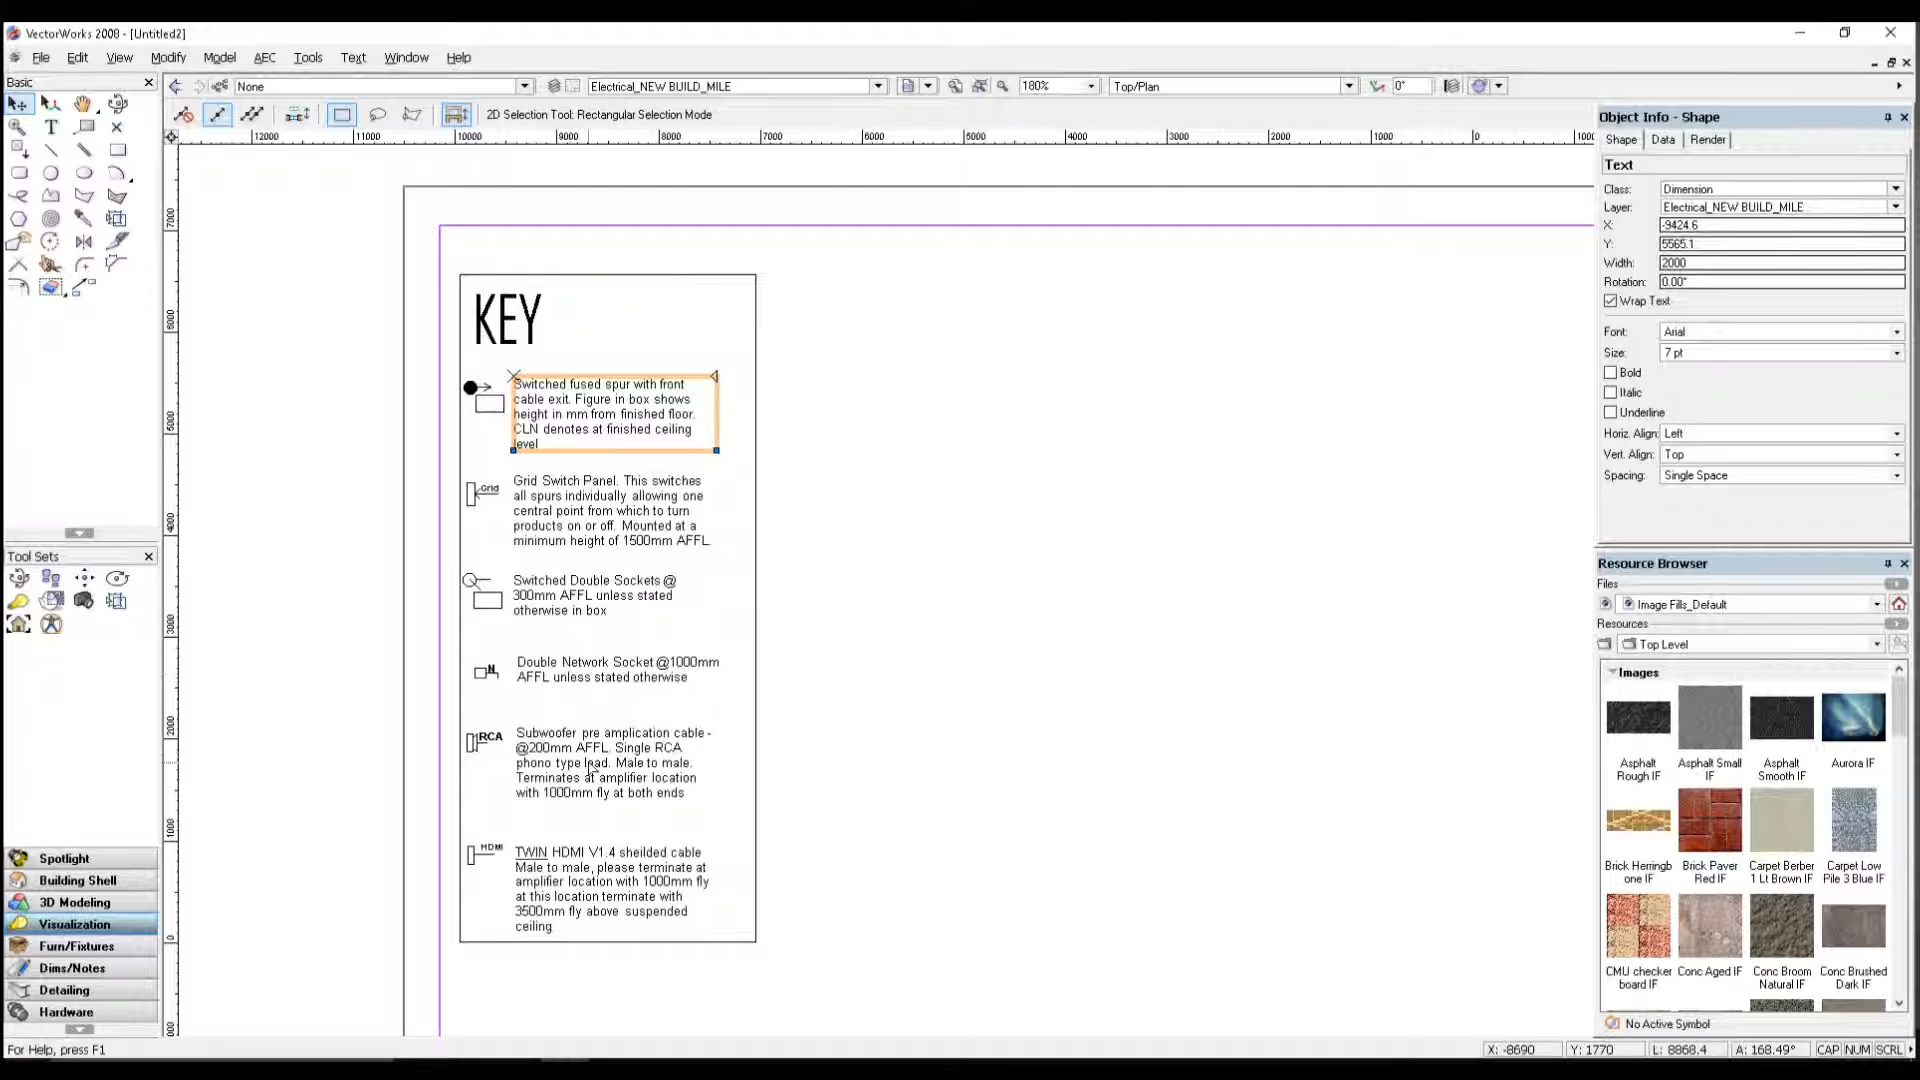 VectorWorks 2008 - [Untitled2]
File Edit View Modify Model AEC Tools Text Window Help
Basic
None
Electrical_NEW BUILD_MILE
180%
Top/Plan
0°
2D Selection Tool: Rectangular Selection Mode
12000 11000 10000 9000 8000 7000 6000 5000 4000 3000 2000 1000 0
7000
6000
5000
4000
3000
2000
1000
0
KEY
Switched fused spur with front
cable exit. Figure in box shows
height in mm from finished floor.
CLN denotes at finished ceiling
level
Grid
Grid Switch Panel. This switches
all spurs individually allowing one
central point from which to turn
products on or off. Mounted at a
minimum height of 1500mm AFFL.
Switched Double Sockets @
300mm AFFL unless stated
otherwise in box
N
Double Network Socket @1000mm
AFFL unless stated otherwise
RCA
Subwoofer pre amplication cable -
@200mm AFFL. Single RCA
phono type lead. Male to male.
Terminates at amplifier location
with 1000mm fly at both ends
HDMI
TWIN HDMI V1.4 sheilded cable
Male to male, please terminate at
amplifier location with 1000mm fly
at this location terminate with
3500mm fly above suspended
ceiling
Tool Sets
Spotlight
Building Shell
3D Modeling
Visualization
Furn/Fixtures
Dims/Notes
Detailing
Hardware
Object Info - Shape
Shape Data Render
Text
Class: Dimension
Layer: Electrical_NEW BUILD_MILE
X: -9424.6
Y: 5565.1
Width: 2000
Rotation: 0.00°
Wrap Text
Font: Arial
Size: 7 pt
Bold
Italic
Underline
Horiz. Align: Left
Vert. Align: Top
Spacing: Single Space
Resource Browser
Files
Image Fills_Default
Resources
Top Level
Images
Asphalt Rough IF
Asphalt Small IF
Asphalt Smooth IF
Aurora IF
Brick Herringb one IF
Brick Paver Red IF
Carpet Berber 1 Lt Brown IF
Carpet Low Pile 3 Blue IF
CMU checker board IF
Conc Aged IF
Conc Broom Natural IF
Conc Brushed Dark IF
No Active Symbol
For Help, press F1
X: -8690 Y: 1770 L: 8868.4 A: 168.49° CAP NUM SCRL